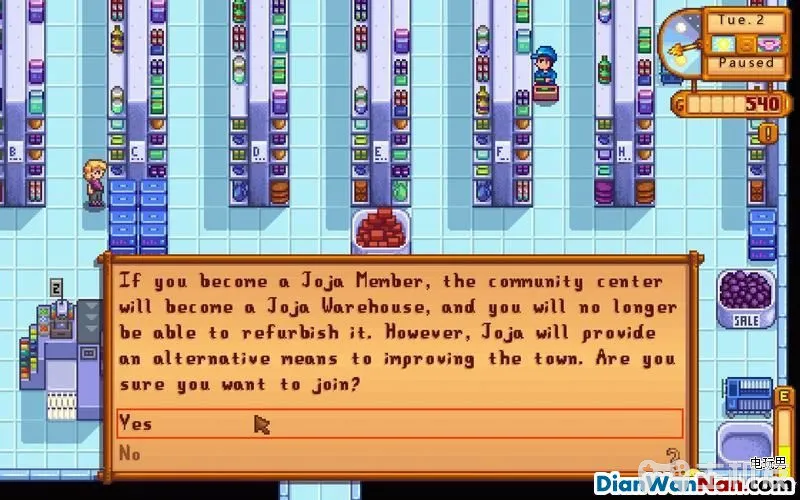 Tue. 2
Paused
G 540
B C D E F H
If you become a Joja Member, the community center
will become a Joja Warehouse, and you will no longer
be able to refurbish it. However, Joja will provide
an alternative means to improving the town. Are you
sure you want to join?
Yes
No
SALE
E
电玩男
DianWanNan.com